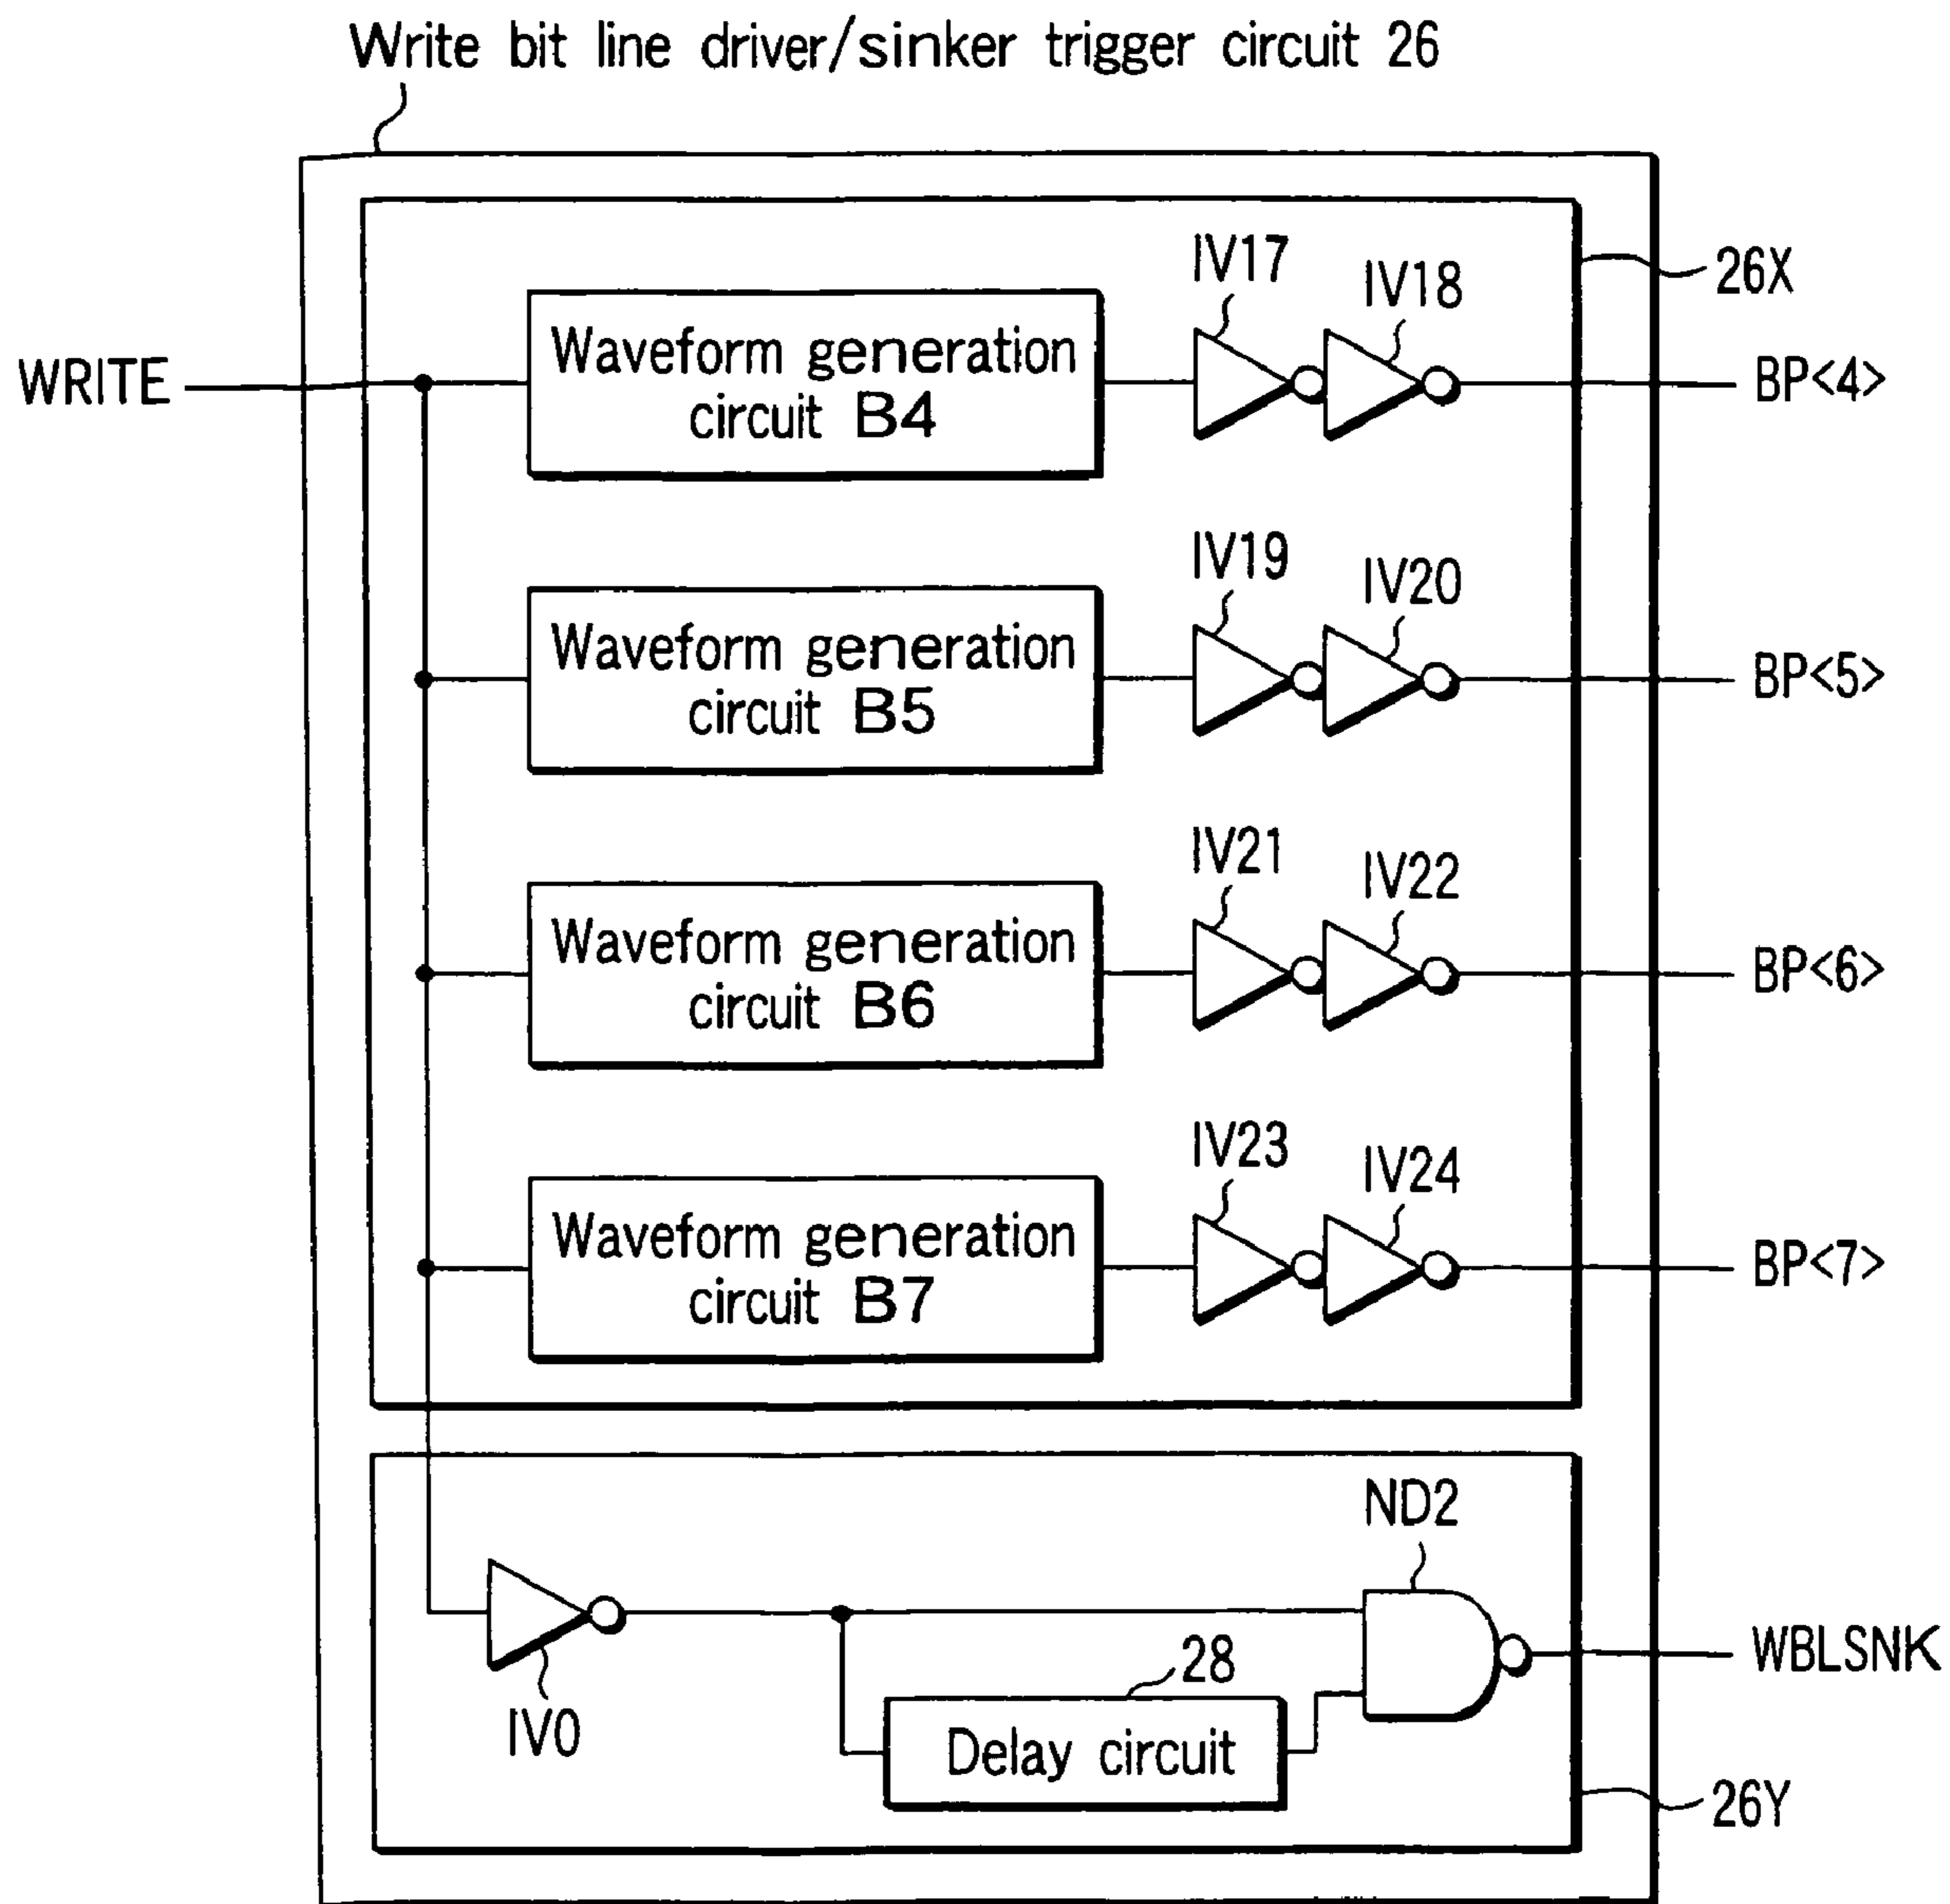 Write bit line driver/sinker trigger circuit 26
26X
IV17
IV18
WRITE
Waveform generation
circuit B4
BP<4>
IV19
IV20
Waveform generation
circuit B5
BP<5>
IV21
IV22
Waveform generation
circuit B6
BP<6>
IV23
IV24
Waveform generation
circuit B7
BP<7>
ND2
IV0
28
Delay circuit
WBLSNK
26Y